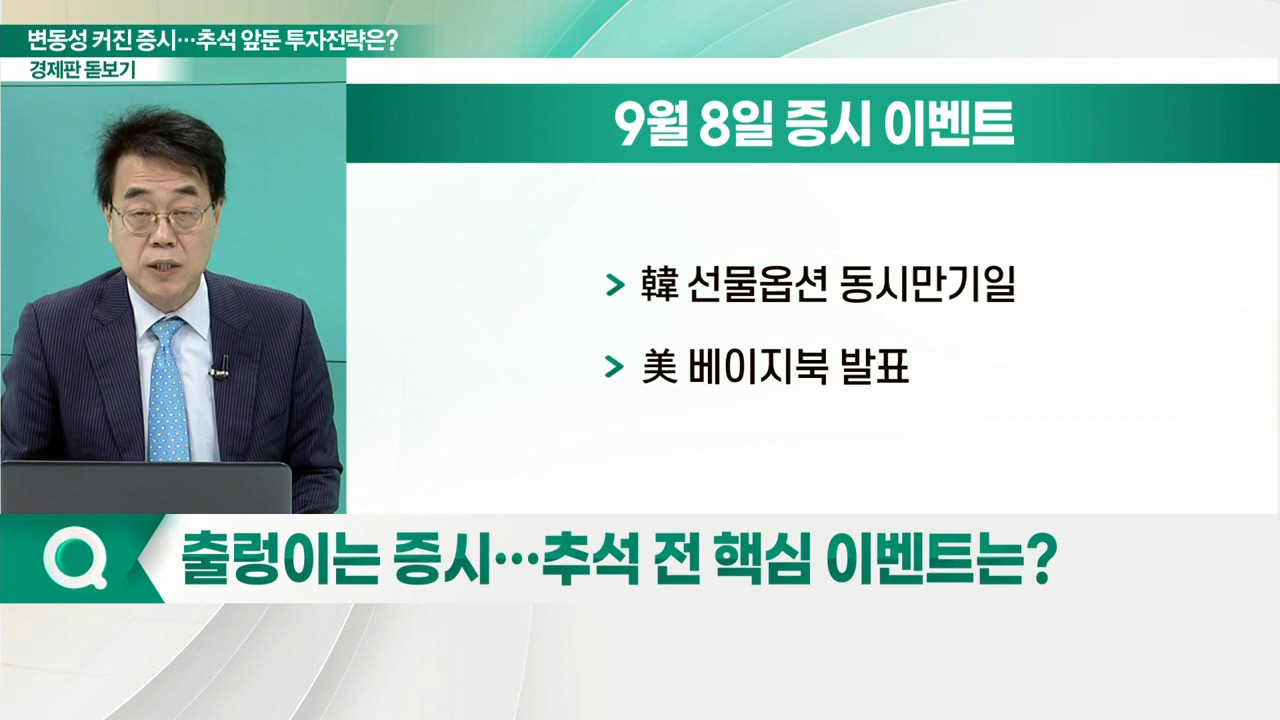 변동성 커진 증시…추석 앞둔 투자전략은?
경제판 돋보기
9월 8일 증시 이벤트
> 韓 선물옵션 동시만기일
> 美 베이지북 발표
출렁이는 증시…추석 전 핵심 이벤트는?